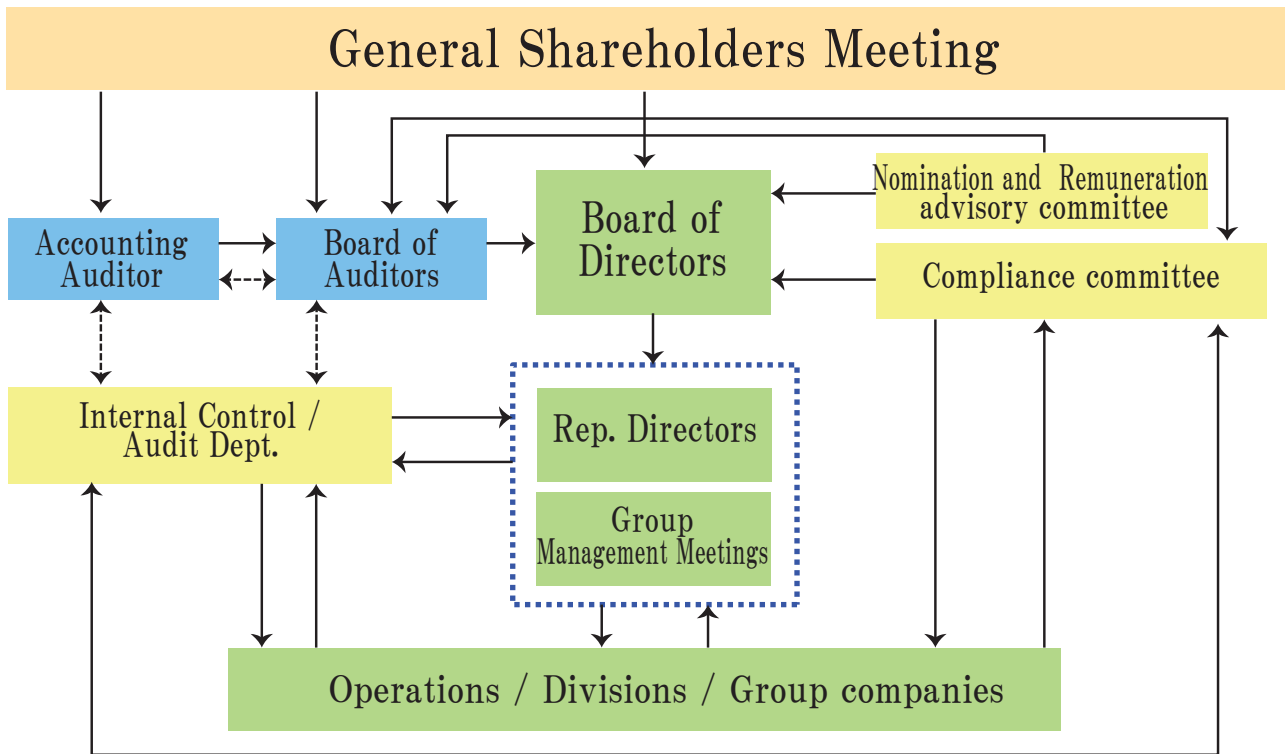 General Shareholders Meeting
Nomination and Remuneration
advisory committee
Accounting
Auditor
Board of
Auditors
Board of
Directors
Compliance committee
Internal Control /
Audit Dept.
Rep. Directors
Group
Management Meetings
Operations / Divisions / Group companies